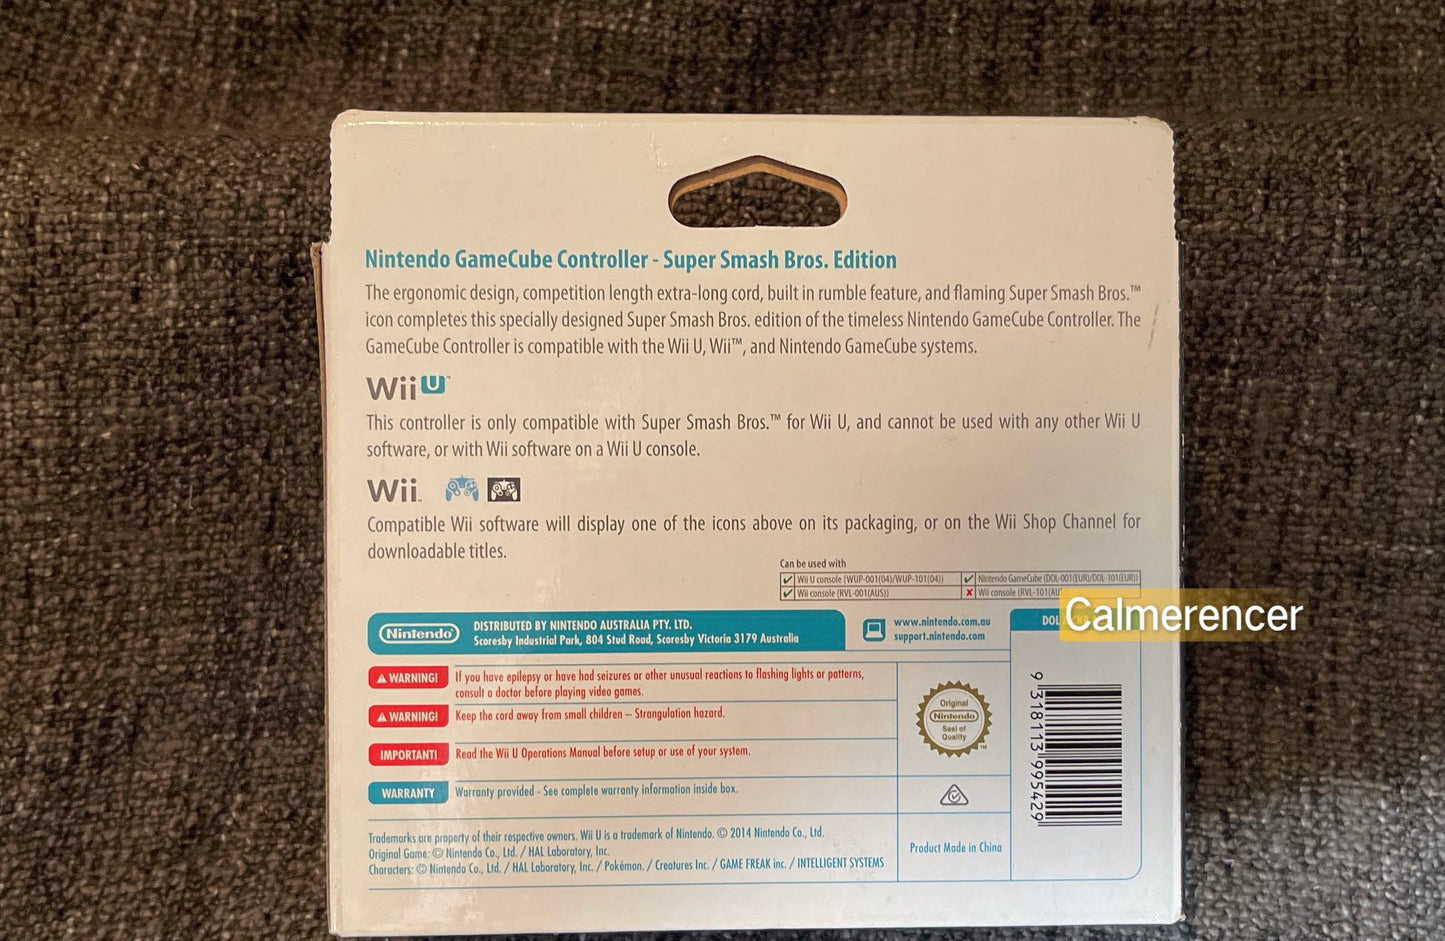 Nintendo GameCube Controller - Super Smash Bros. Edition
The ergonomic design, competition length extra-long cord, built in rumble feature, and flaming Super Smash Bros.™
icon completes this specially designed Super Smash Bros. edition of the timeless Nintendo GameCube Controller. The
GameCube Controller is compatible with the Wii U, Wii™, and Nintendo GameCube systems.
Wii U™
This controller is only compatible with Super Smash Bros.™ for Wii U, and cannot be used with any other Wii U
software, or with Wii software on a Wii U console.
Wii™
Compatible Wii software will display one of the icons above on its packaging, or on the Wii Shop Channel for
downloadable titles.
Can be used with
✔ Wii U console (WUP-001(04)/WUP-101(04)) ✔ Nintendo GameCube (DOL-001(EUR)/DOL-101(EUR))
✔ Wii console (RVL-001(AUS)) ✘ Wii console (RVL-101(AU
Nintendo
DISTRIBUTED BY NINTENDO AUSTRALIA PTY. LTD.
Scoresby Industrial Park, 804 Stud Road, Scoresby Victoria 3179 Australia
www.nintendo.com.au
support.nintendo.com
DOL
Calmerencer
WARNING! If you have epilepsy or have had seizures or other unusual reactions to flashing lights or patterns,
consult a doctor before playing video games.
WARNING! Keep the cord away from small children – Strangulation hazard.
IMPORTANT! Read the Wii U Operations Manual before setup or use of your system.
WARRANTY Warranty provided - See complete warranty information inside box.
Original
Nintendo
Seal of
Quality
™
9 318113 995429
Trademarks are property of their respective owners. Wii U is a trademark of Nintendo. © 2014 Nintendo Co., Ltd.
Original Game: © Nintendo Co., Ltd. / HAL Laboratory, Inc.
Characters: © Nintendo Co., Ltd. / HAL Laboratory, Inc. / Pokémon. / Creatures Inc. / GAME FREAK inc. / INTELLIGENT SYSTEMS
Product Made in China